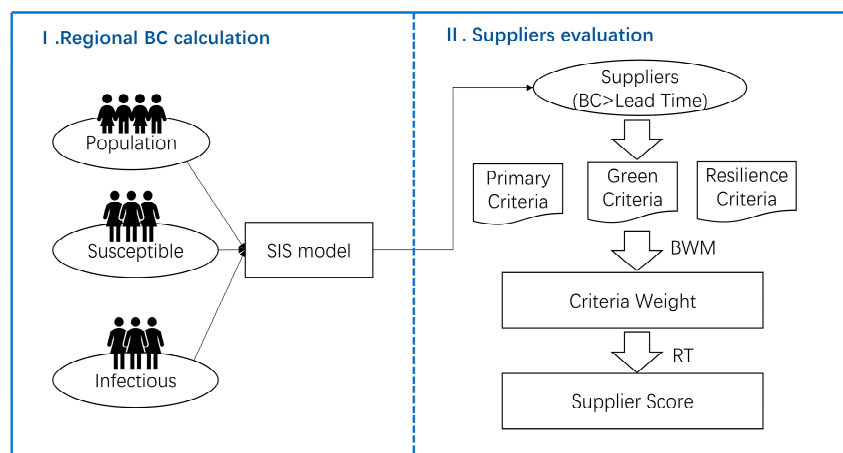 Ⅰ.Regional BC calculation
Population
Susceptible
Infectious
SIS model
Ⅱ. Suppliers evaluation
Suppliers
(BC>Lead Time)
Primary
Criteria
Green
Criteria
Resilience
Criteria
BWM
Criteria Weight
RT
Supplier Score